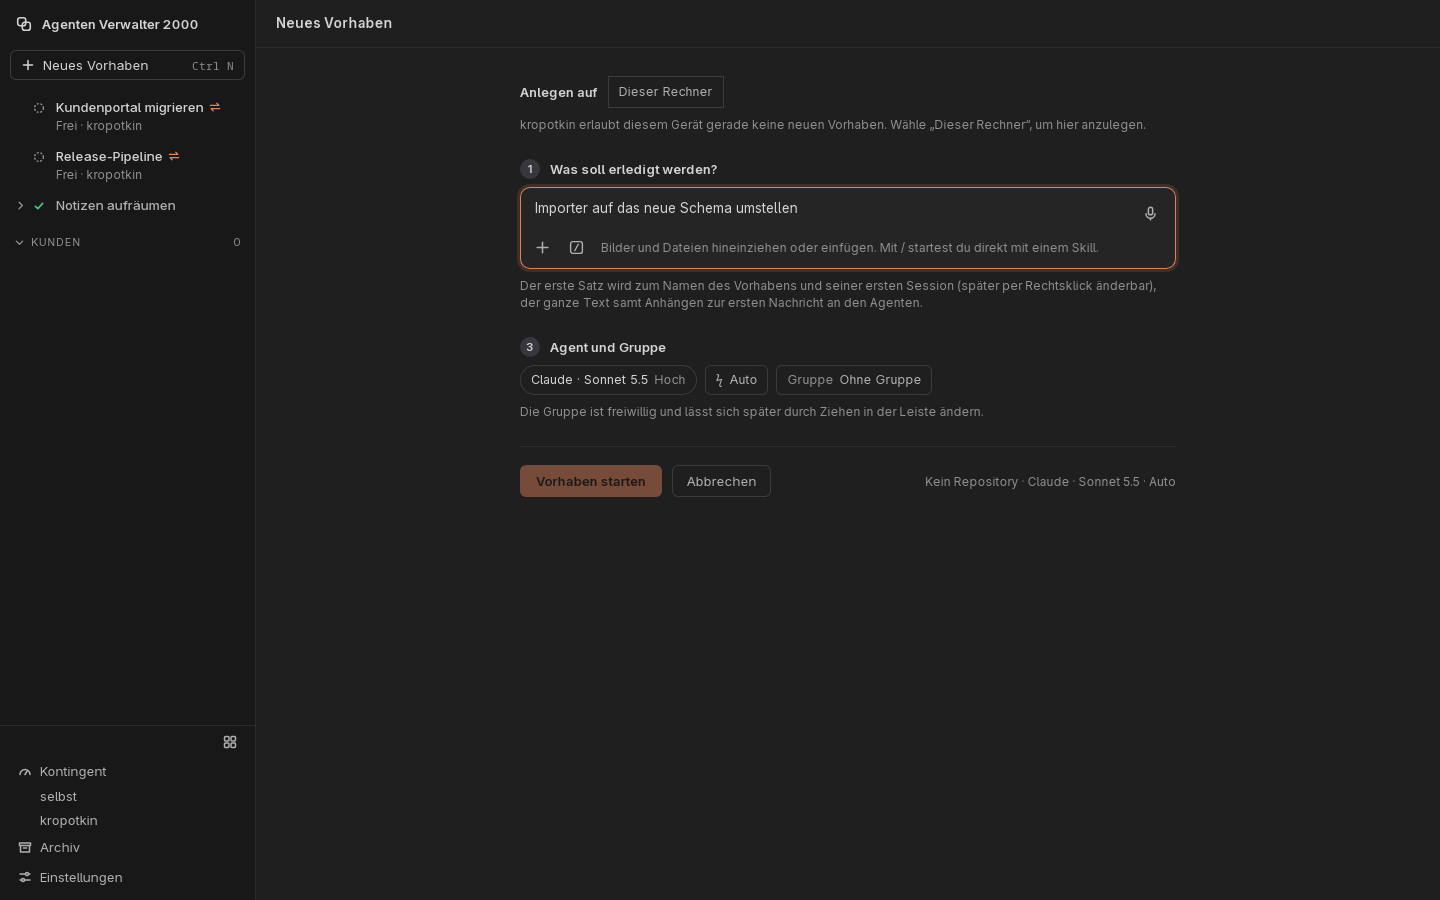 Agenten Verwalter 2000
Neues Vorhaben Ctrl N
Kundenportal migrieren
Frei · kropotkin
Release-Pipeline
Frei · kropotkin
Notizen aufräumen
KUNDEN 0
Kontingent
selbst
kropotkin
Archiv
Einstellungen
Neues Vorhaben
Anlegen auf Dieser Rechner
kropotkin erlaubt diesem Gerät gerade keine neuen Vorhaben. Wähle „Dieser Rechner“, um hier anzulegen.
1 Was soll erledigt werden?
Importer auf das neue Schema umstellen
Bilder und Dateien hineinziehen oder einfügen. Mit / startest du direkt mit einem Skill.
Der erste Satz wird zum Namen des Vorhabens und seiner ersten Session (später per Rechtsklick änderbar),
der ganze Text samt Anhängen zur ersten Nachricht an den Agenten.
3 Agent und Gruppe
Claude · Sonnet 5.5 Hoch Auto Gruppe Ohne Gruppe
Die Gruppe ist freiwillig und lässt sich später durch Ziehen in der Leiste ändern.
Vorhaben starten Abbrechen Kein Repository · Claude · Sonnet 5.5 · Auto